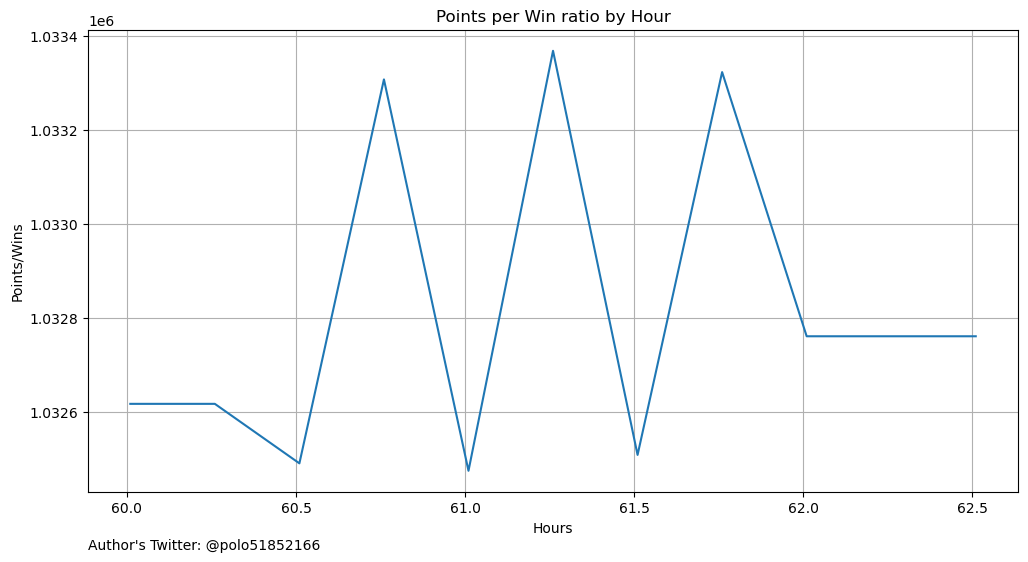 Points per Win ratio by Hour
1e6
1.0334
1.0332
1.0330
1.0328
1.0326
Points/Wins
60.0 60.5 61.0 61.5 62.0 62.5
Hours
Author's Twitter: @polo51852166